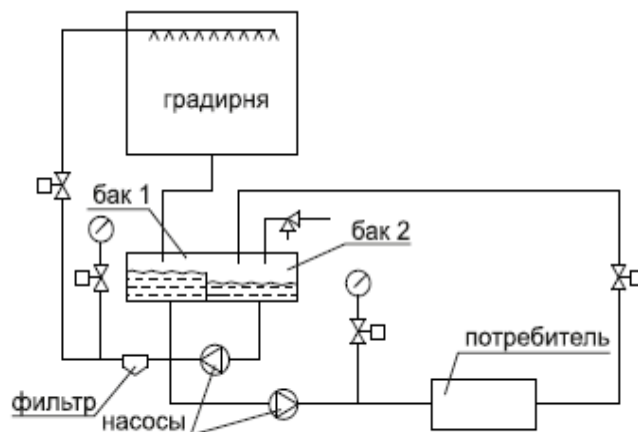 градирня
бак 1
бак 2
потребитель
фильтр
насосы